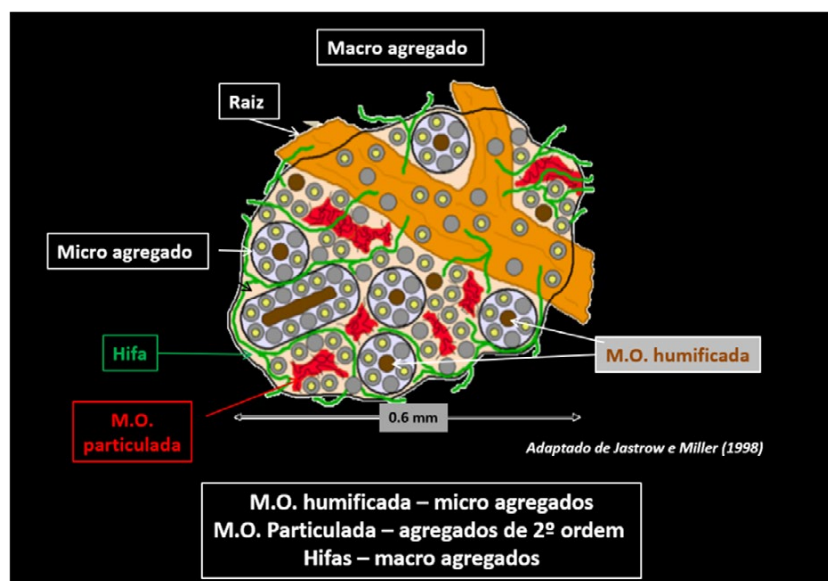 Macro agregado
Raiz
Micro agregado
Hifa
M.O. humificada
M.O.
particulada
0.6 mm
Adaptado de Jastrow e Miller (1998)
M.O. humificada – micro agregados
M.O. Particulada – agregados de 2º ordem
Hifas – macro agregados